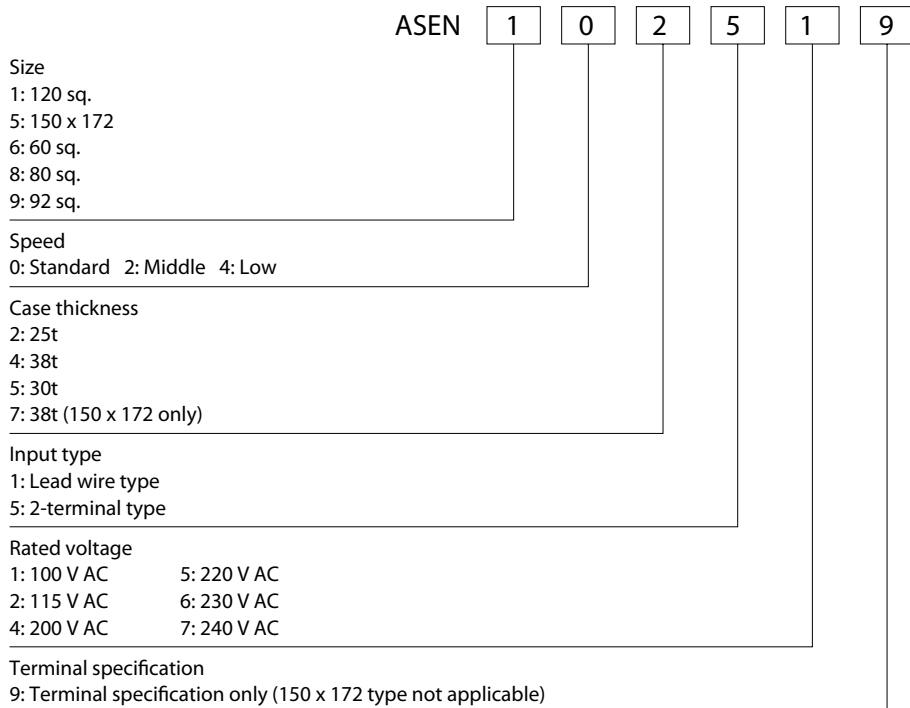 ASEN 1 0 2 5 1 9
Size
1: 120 sq.
5: 150 x 172
6: 60 sq.
8: 80 sq.
9: 92 sq.
Speed
0: Standard 2: Middle 4: Low
Case thickness
2: 25t
4: 38t
5: 30t
7: 38t (150 x 172 only)
Input type
1: Lead wire type
5: 2-terminal type
Rated voltage
1: 100 V AC 5: 220 V AC
2: 115 V AC 6: 230 V AC
4: 200 V AC 7: 240 V AC
Terminal specification
9: Terminal specification only (150 x 172 type not applicable)